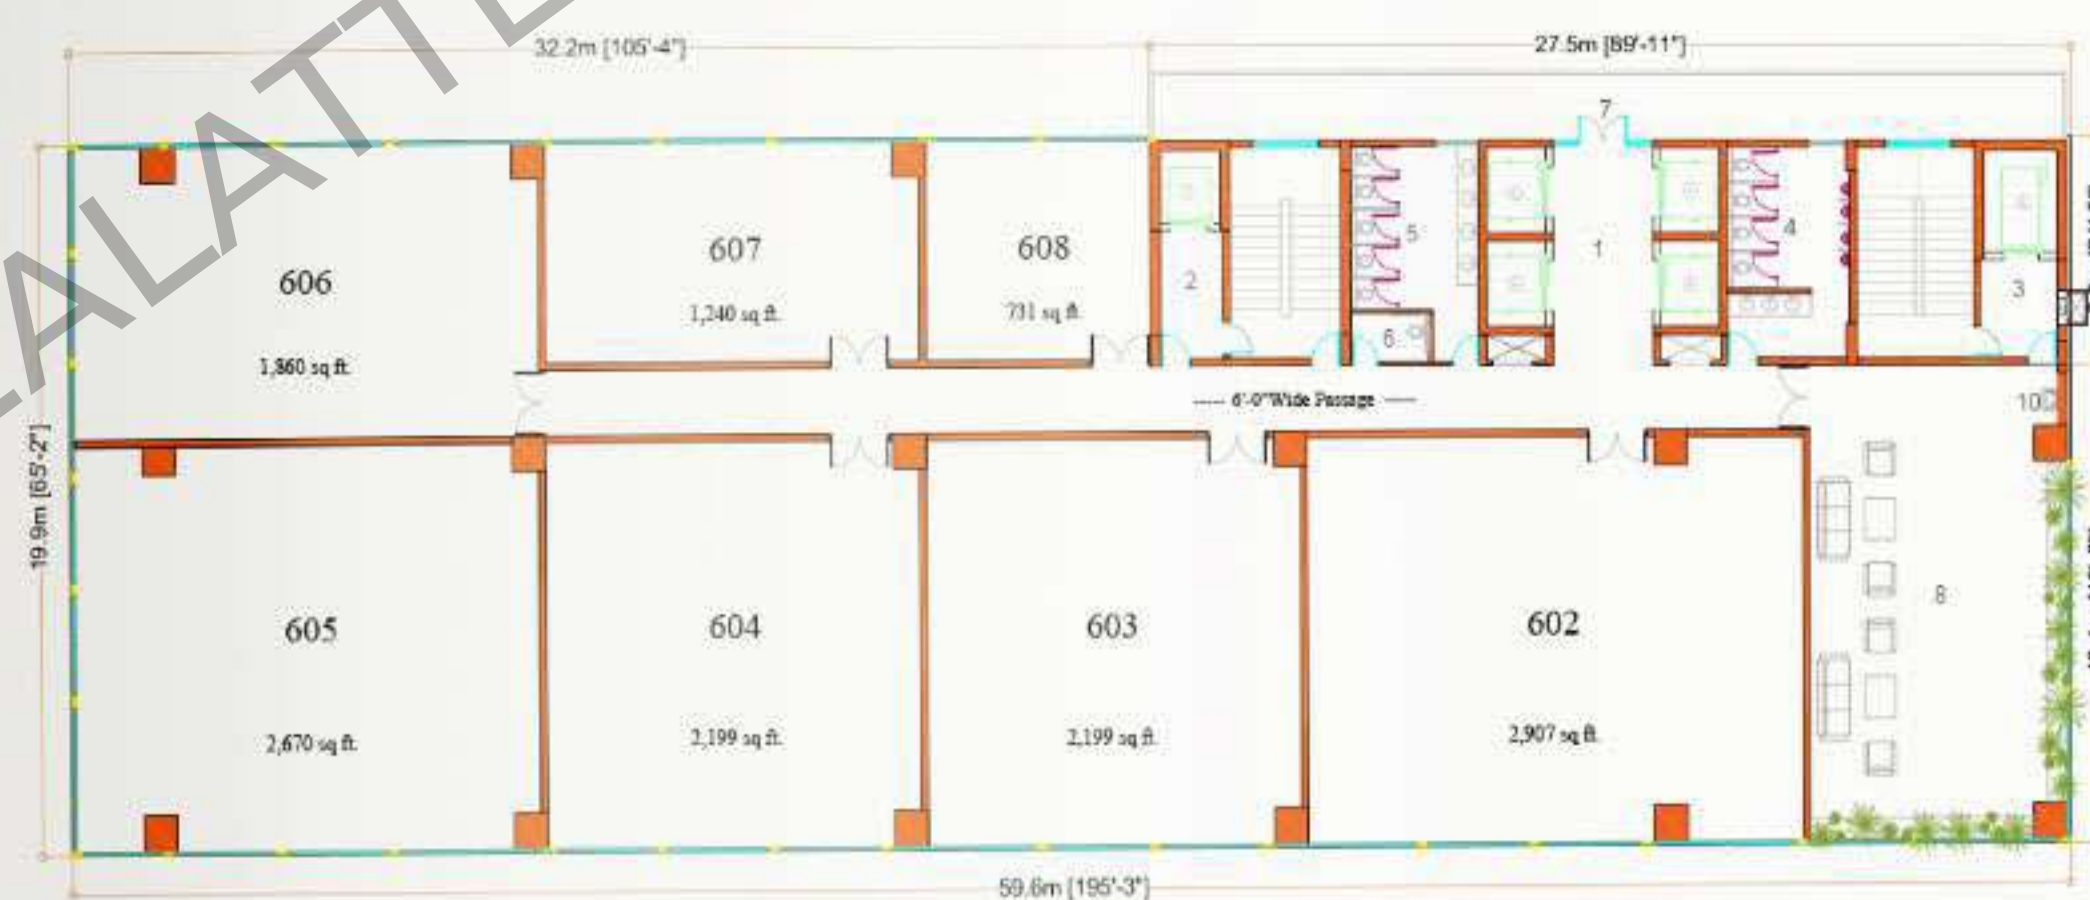 32.2m [105'-4"]
27.5m [89'-11"]
7
606
1,860 sq ft.
607
1,240 sq ft.
608
731 sq ft.
2
5
6
1
4
3
6'-0"Wide Passage
10
19.9m [65'-2"]
605
2,670 sq ft.
604
2,199 sq ft.
603
2,199 sq ft.
602
2,907 sq ft.
8
59.6m [195'-3"]